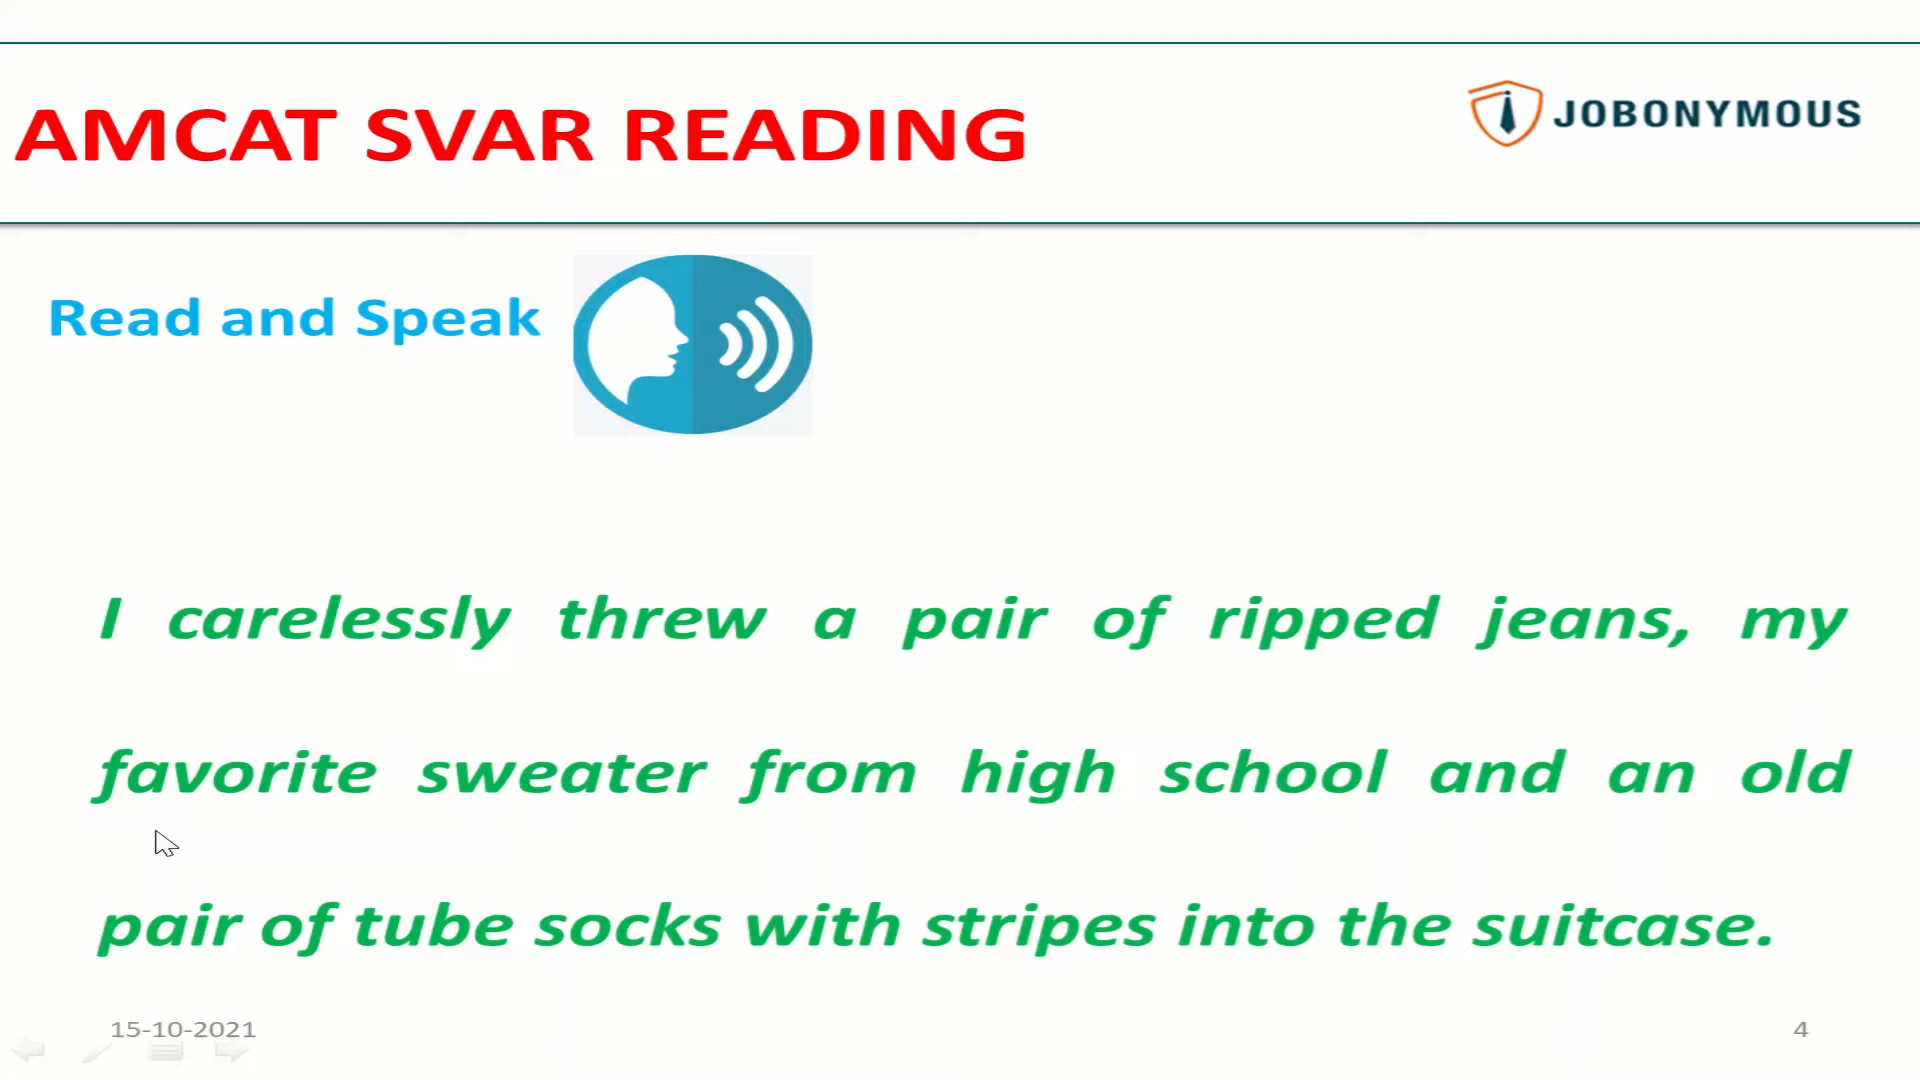 AMCAT SVAR READING
JOBONYMOUS
Read and Speak
I carelessly threw a pair of ripped jeans, my
favorite sweater from high school and an old
pair of tube socks with stripes into the suitcase.
15-10-2021
4